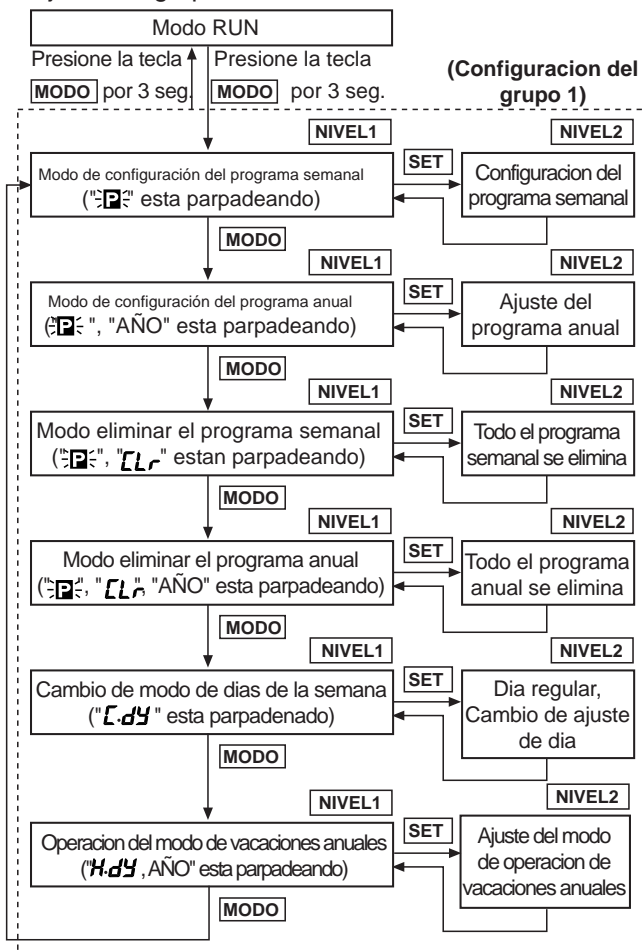 Modo RUN
Presione la tecla Presione la tecla
MODO por 3 seg. MODO por 3 seg.
(Configuracion del
grupo 1)
NIVEL1 NIVEL2
Modo de configuración del programa semanal
("P" esta parpadeando)
SET
Configuracion del
programa semanal
MODO
NIVEL1 NIVEL2
Modo de configuración del programa anual
(P ", "AÑO" esta parpadeando)
SET
Ajuste del
programa anual
MODO
NIVEL1 NIVEL2
Modo eliminar el programa semanal
("P", "CLr" estan parpadeando)
SET
Todo el programa
semanal se elimina
MODO
NIVEL1 NIVEL2
Modo eliminar el programa anual
("P", "CLr", "AÑO" esta parpadeando)
SET
Todo el programa
anual se elimina
MODO
NIVEL1 NIVEL2
Cambio de modo de dias de la semana
("C.dY" esta parpadenado)
SET
Dia regular,
Cambio de ajuste
de dia
MODO
NIVEL1 NIVEL2
Operacion del modo de vacaciones anuales
("H.dY , AÑO" esta parpadeando)
SET
Ajuste del modo
de operacion de
vacaciones anuales
MODO